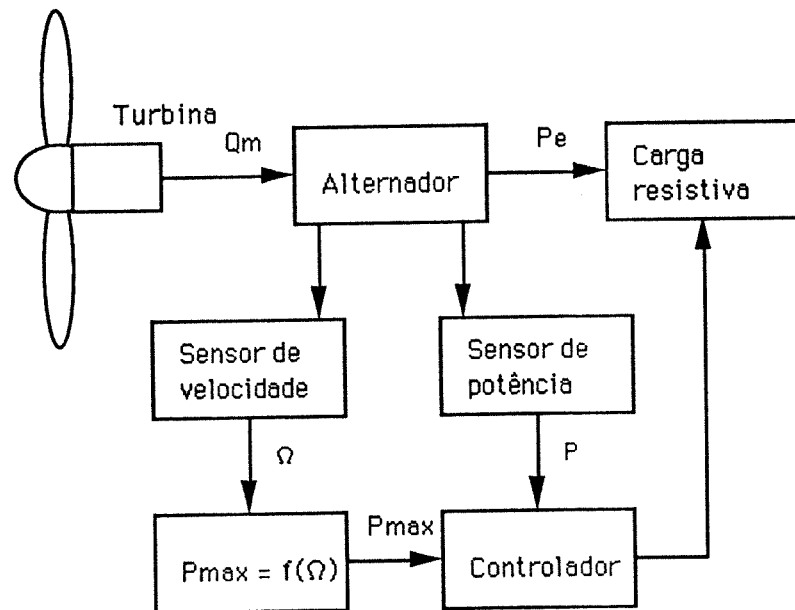 Turbina
Qm
Alternador
Pe
Carga
resistiva
Sensor de
velocidade
Sensor de
potência
Ω
P
Pmax = f(Ω)
Pmax
Controlador